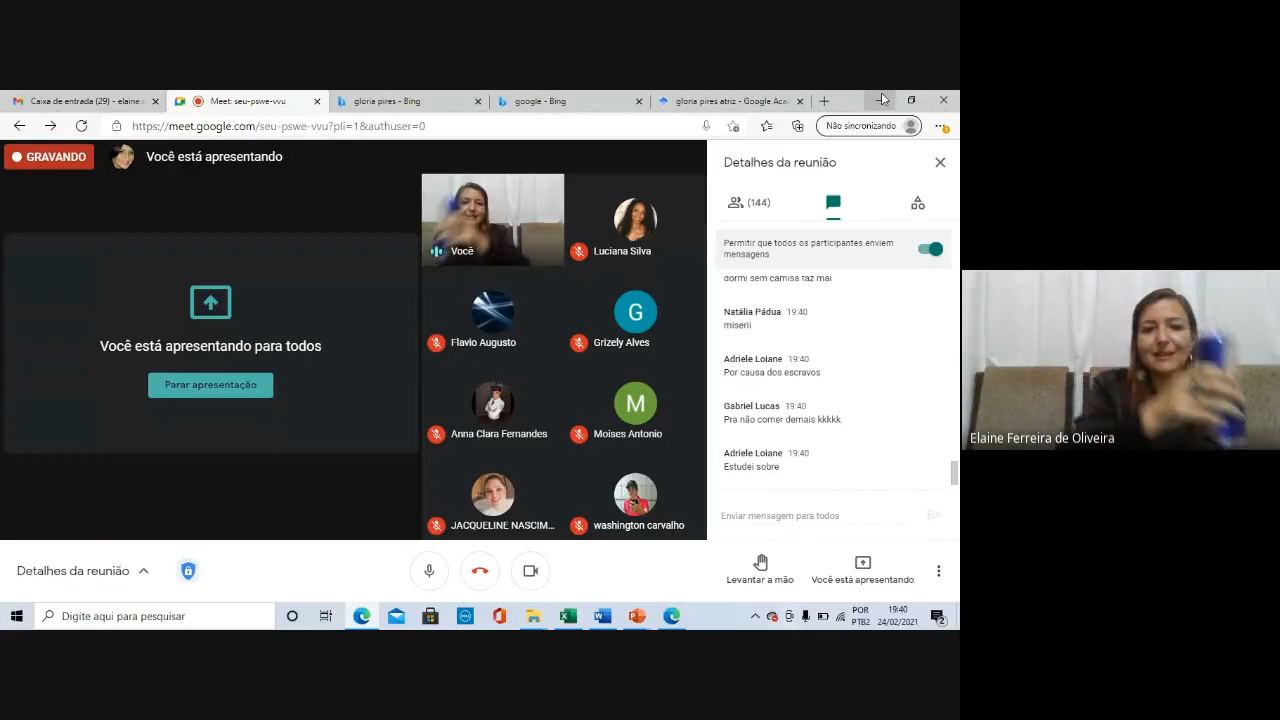 Caixa de entrada (29) - elaine.c
Meet: seu-pswe-vvu
gloria pires - Bing
google - Bing
gloria pires atriz - Google Aca
https://meet.google.com/seu-pswe-vvu?pli=1&authuser=0
Não sincronizando
GRAVANDO
Você está apresentando
Você está apresentando para todos
Parar apresentação
Você
Luciana Silva
Flavio Augusto
G
Grizely Alves
Anna Clara Fernandes
M
Moises Antonio
JACQUELINE NASCIM...
washington carvalho
Detalhes da reunião
(144)
Permitir que todos os participantes enviem
mensagens
dormi sem camisa faz mal
Natália Pádua 19:40
miserii
Adriele Loiane 19:40
Por causa dos escravos
Gabriel Lucas 19:40
Pra não comer demais kkkkk
Adriele Loiane 19:40
Estudei sobre
Enviar mensagem para todos
Detalhes da reunião
Levantar a mão
Você está apresentando
Digite aqui para pesquisar
POR
PTB2
19:40
24/02/2021
2
Elaine Ferreira de Oliveira